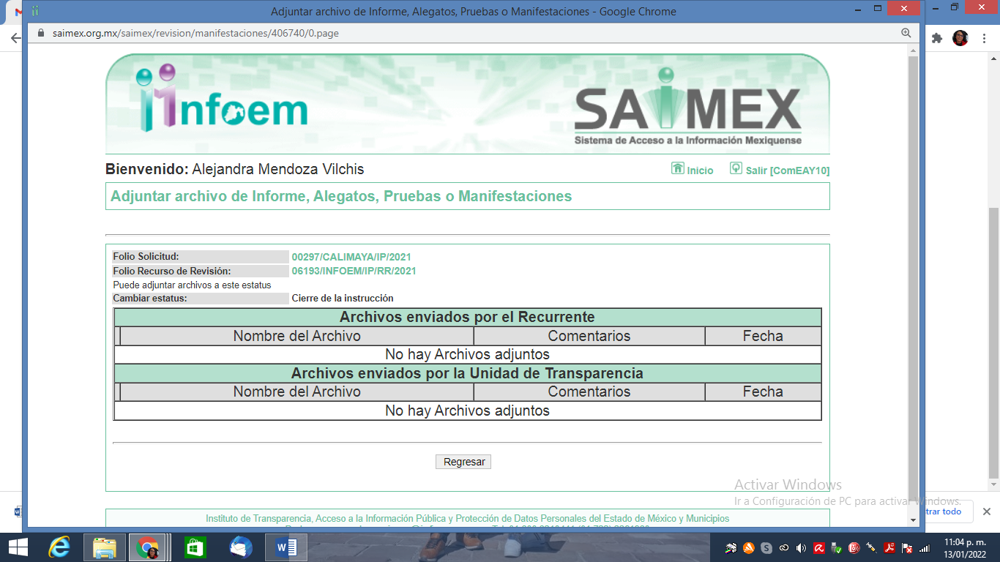 Adjuntar archivo de Informe, Alegatos, Pruebas o Manifestaciones - Google Chrome
saimex.org.mx/saimex/revision/manifestaciones/406740/0.page
infoem
SAIMEX
Sistema de Acceso a la Información Mexiquense
Bienvenido: Alejandra Mendoza Vilchis
Inicio Salir [ComEAY10]
Adjuntar archivo de Informe, Alegatos, Pruebas o Manifestaciones
Folio Solicitud: 00297/CALIMAYA/IP/2021
Folio Recurso de Revisión: 06193/INFOEM/IP/RR/2021
Puede adjuntar archivos a este estatus
Cambiar estatus: Cierre de la instrucción
Archivos enviados por el Recurrente
Nombre del Archivo Comentarios Fecha
No hay Archivos adjuntos
Archivos enviados por la Unidad de Transparencia
Nombre del Archivo Comentarios Fecha
No hay Archivos adjuntos
Regresar
Activar Windows
Ir a Configuración de PC para activar Windows.
trar todo
Instituto de Transparencia, Acceso a la Información Pública y Protección de Datos Personales del Estado de México y Municipios
11:04 p. m.
13/01/2022